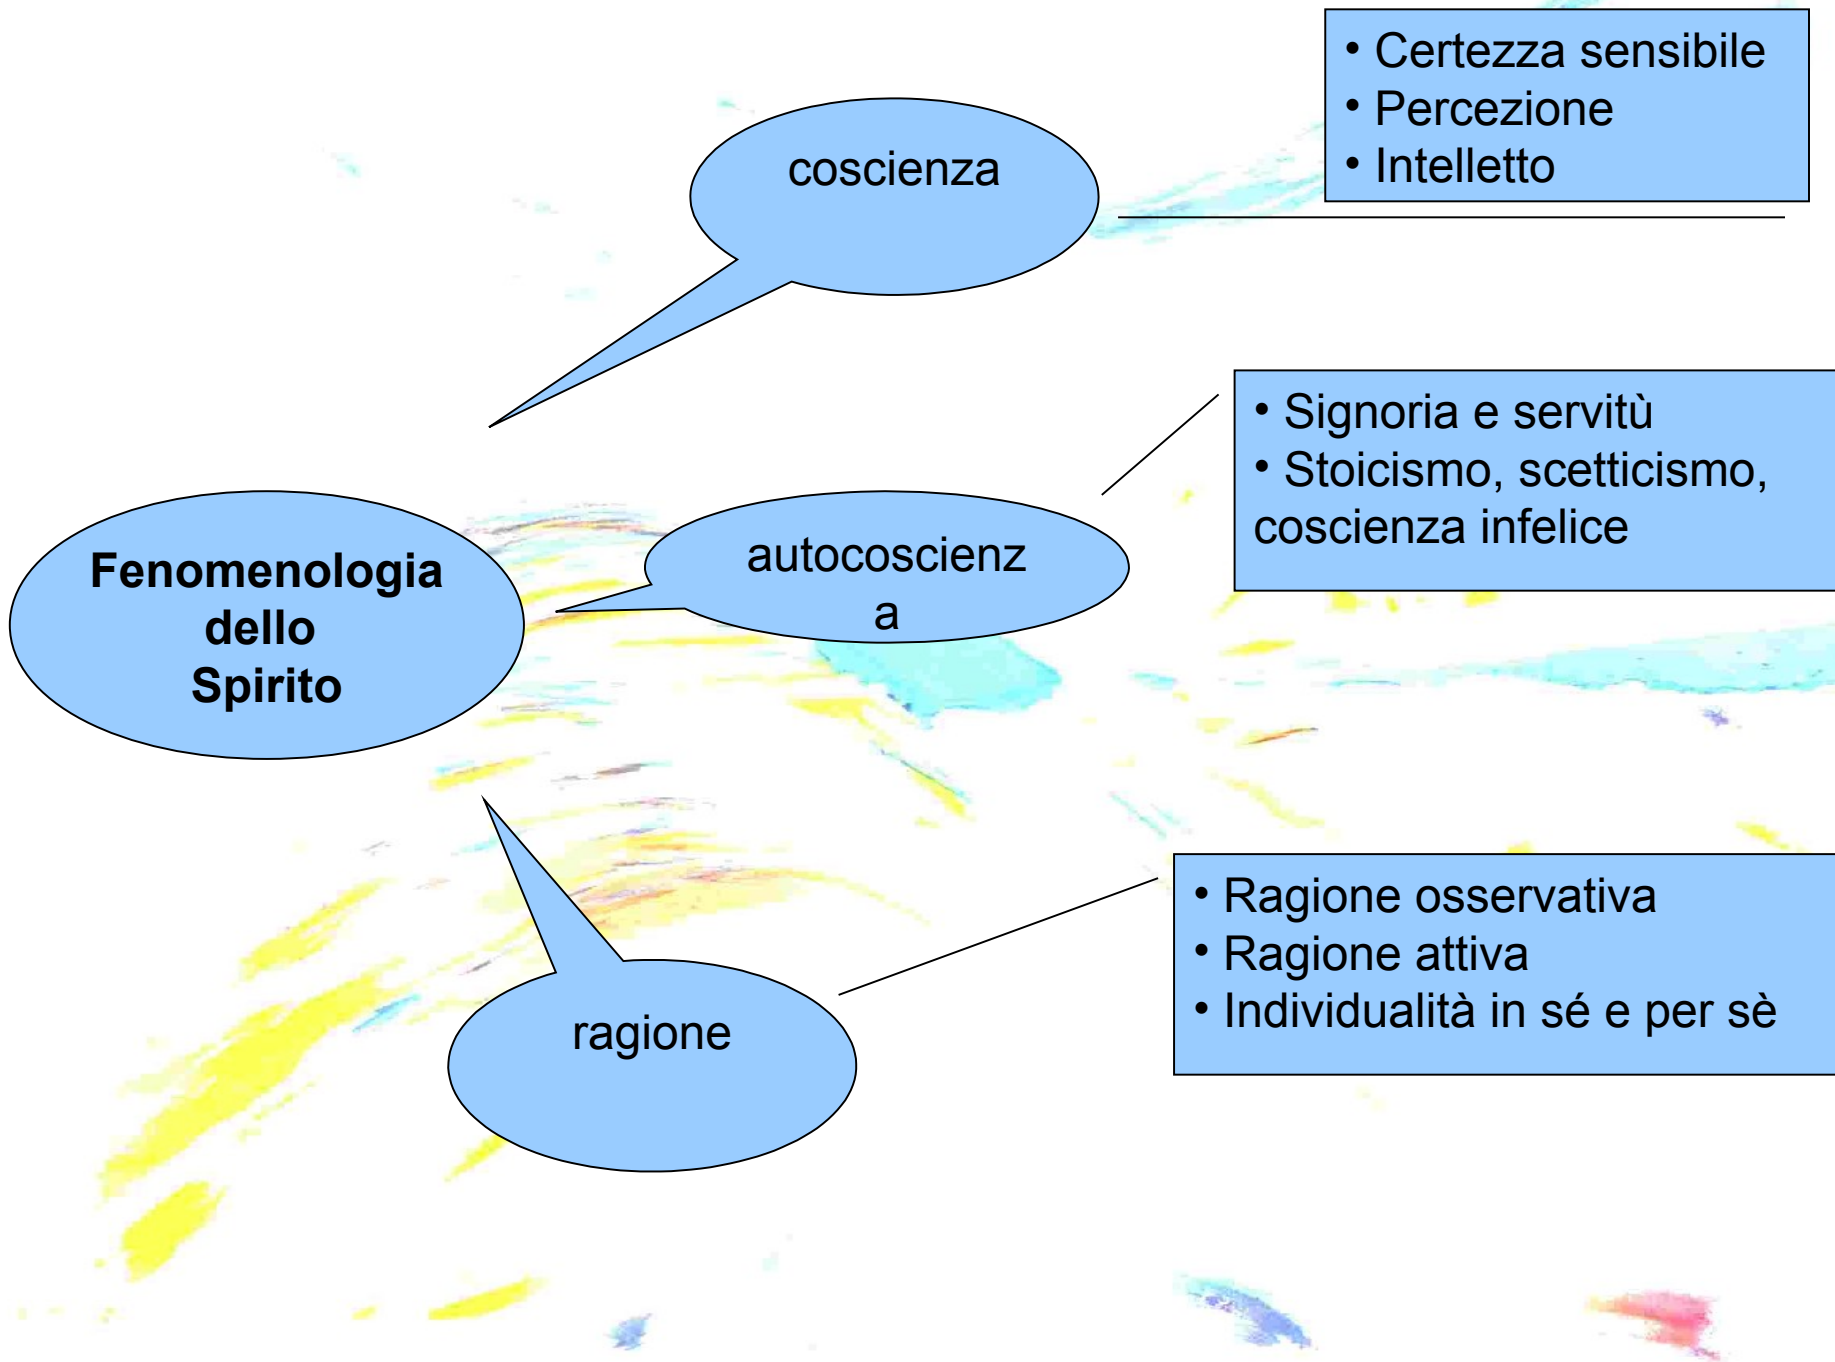 • Certezza sensibile
• Percezione
• Intelletto
coscienza
• Signoria e servitù
• Stoicismo, scetticismo,
coscienza infelice
autocoscienz
a
Fenomenologia
dello
Spirito
• Ragione osservativa
• Ragione attiva
• Individualità in sé e per sè
ragione